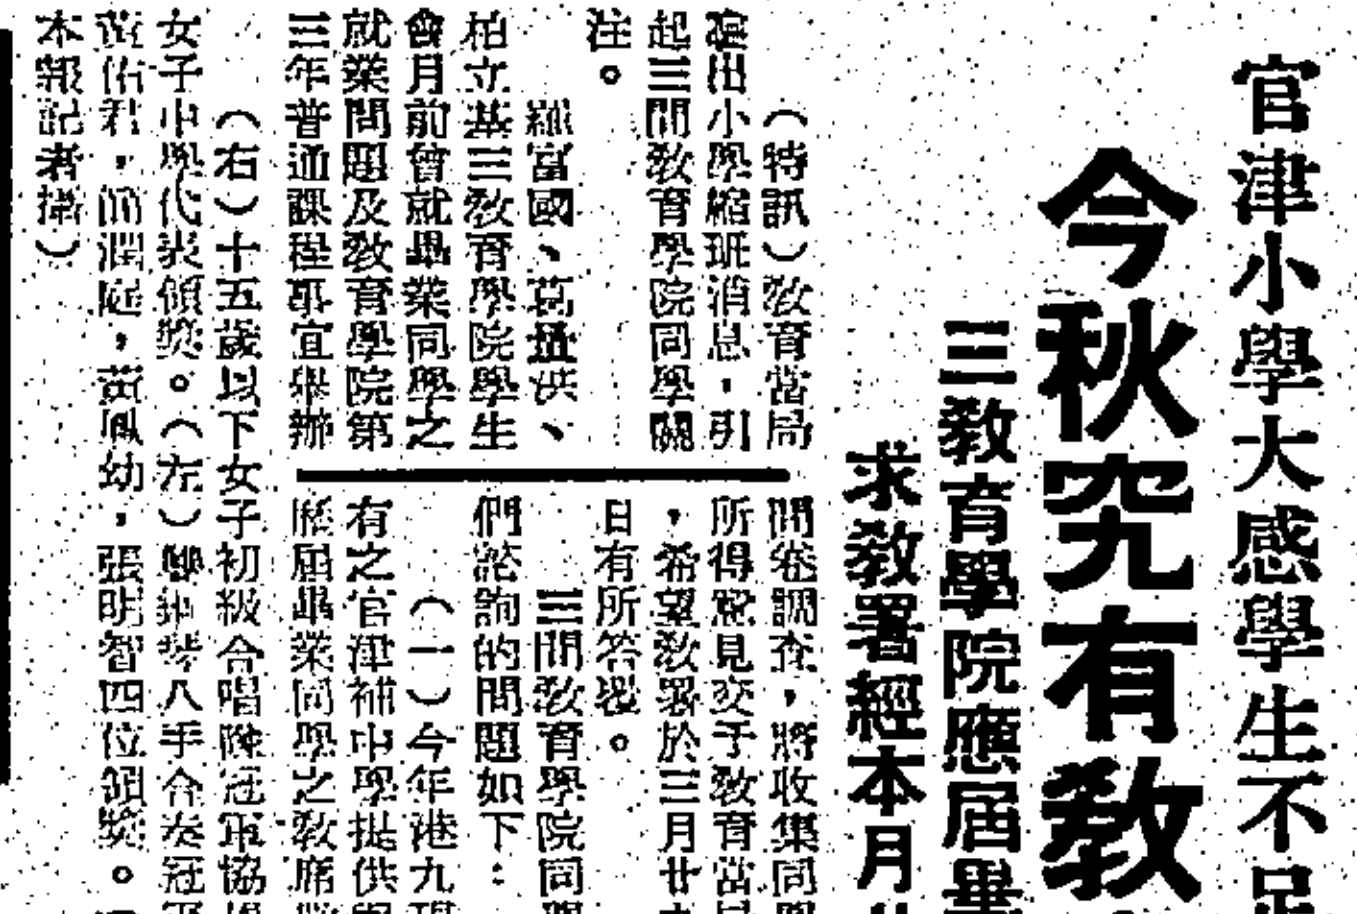 官津小學大感學生不足
今秋究有教
三教育學院應屆畢
求教署經本月
(特訊)教育當局
小學縮班消息,引
起三間教育學院同學關
注。
羅富國、葛量洪、
柏立基三教育學院學生
會月前曾就畢業同學之
就業問題及教育學院第
三年普通課程事宜舉辦
問卷調查,將收集同學
所得意見交予教育當局
,希望教署於三月廿
日有所答覆。
三間教育學院同
們諮詢的問題如下:
(一)今年港九
有之官津補中學提供
屆畢業同學之教席
(右)十五歲以下女子初級合唱隊冠軍協
女子中學代表領獎。(左)鋼琴八手合奏冠軍
黃佑君,簡潤庭,黃鳳幼,張明智四位領獎。
本報記者攝)